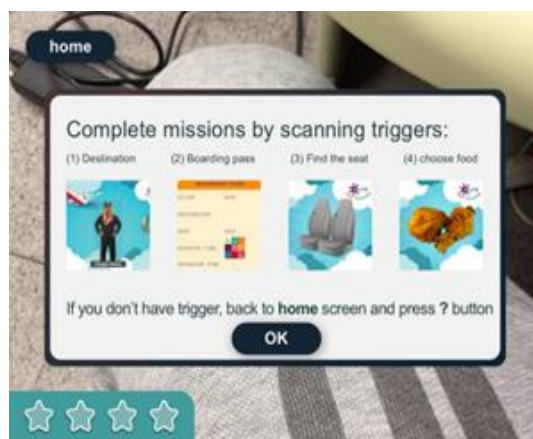 home
Complete missions by scanning triggers:
(1) Destination (2) Boarding pass (3) Find the seat (4) choose food
If you don't have trigger, back to home screen and press ? button
OK